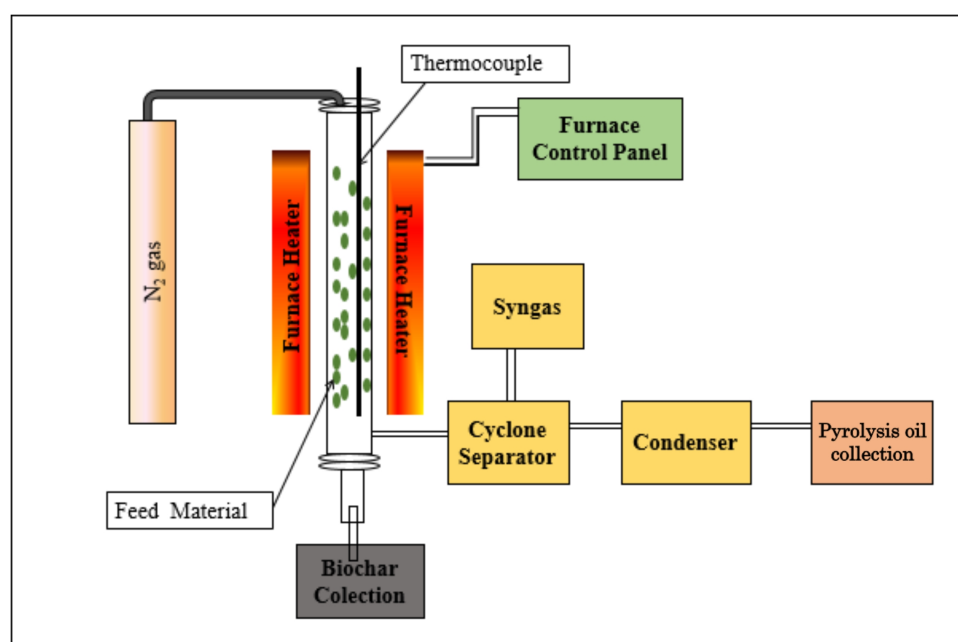 Thermocouple
Furnace
Control Panel
N₂ gas
Furnace Heater
Furnace Heater
Syngas
Cyclone
Separator
Condenser
Pyrolysis oil
collection
Feed Material
Biochar
Colection